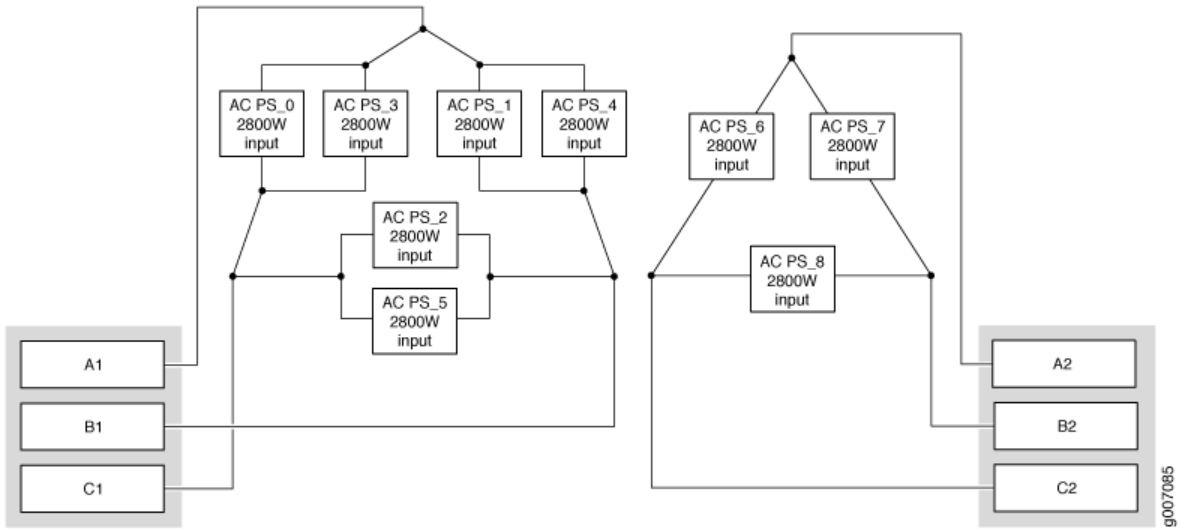 AC PS_0
2800W
input
AC PS_3
2800W
input
AC PS_1
2800W
input
AC PS_4
2800W
input
AC PS_2
2800W
input
AC PS_5
2800W
input
A1
B1
C1
AC PS_6
2800W
input
AC PS_7
2800W
input
AC PS_8
2800W
input
A2
B2
C2
g007085